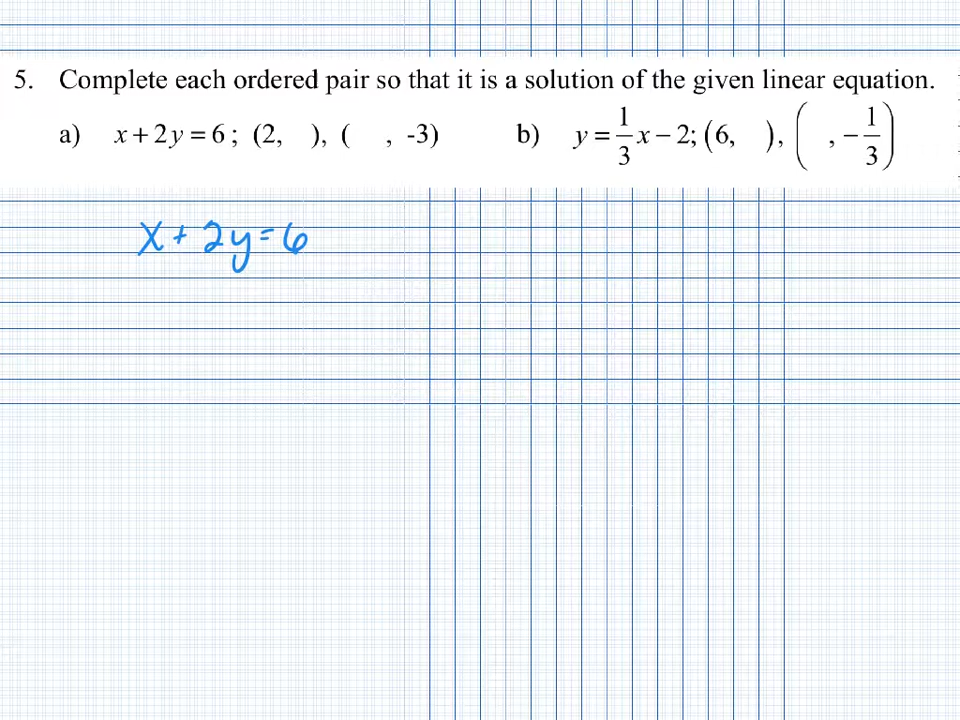 5. Complete each ordered pair so that it is a solution of the given linear equation.
a) x + 2y = 6 ; (2, ), ( , -3) b) y = 1/3 x − 2; (6, ), ( , −1/3)
x + 2y = 6